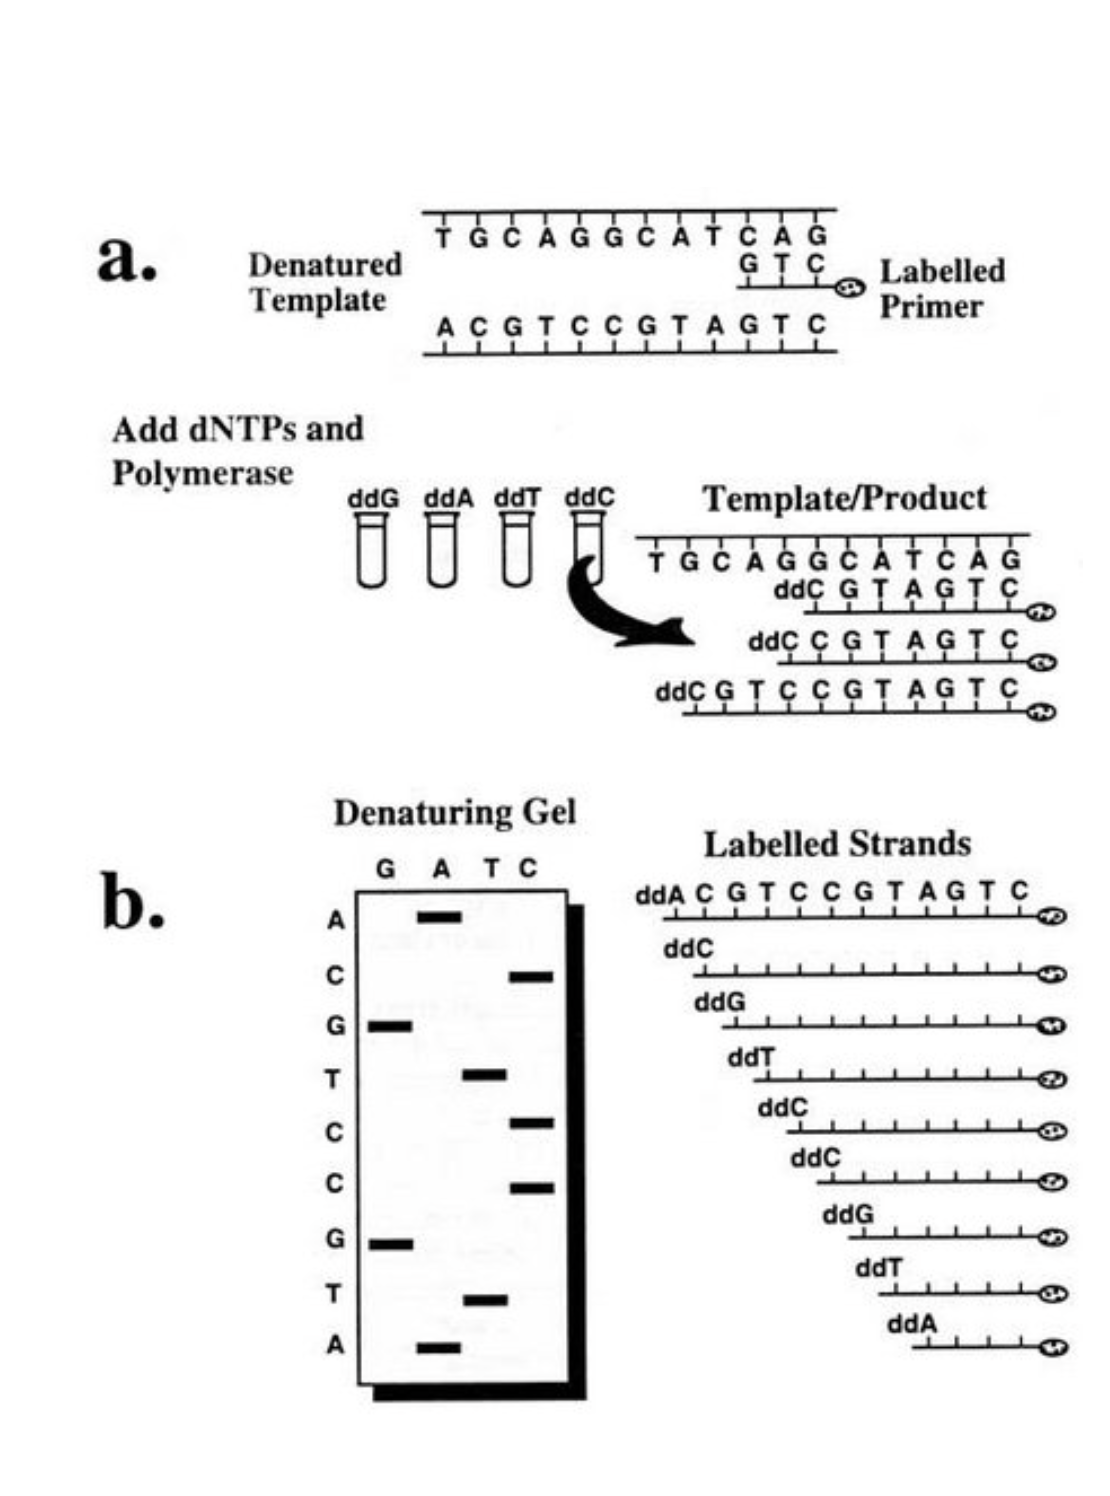 a.
Denatured
Template
T G C A G G C A T C A G
G T C
Labelled
Primer
A C G T C C G T A G T C
Add dNTPs and
Polymerase
ddG ddA ddT ddC
Template/Product
T G C A G G C A T C A G
ddC G T A G T C
ddC C G T A G T C
ddC G T C C G T A G T C
b.
Denaturing Gel
G A T C
A
C
G
T
C
C
G
T
A
Labelled Strands
ddA C G T C C G T A G T C
ddC
ddG
ddT
ddC
ddC
ddG
ddT
ddA